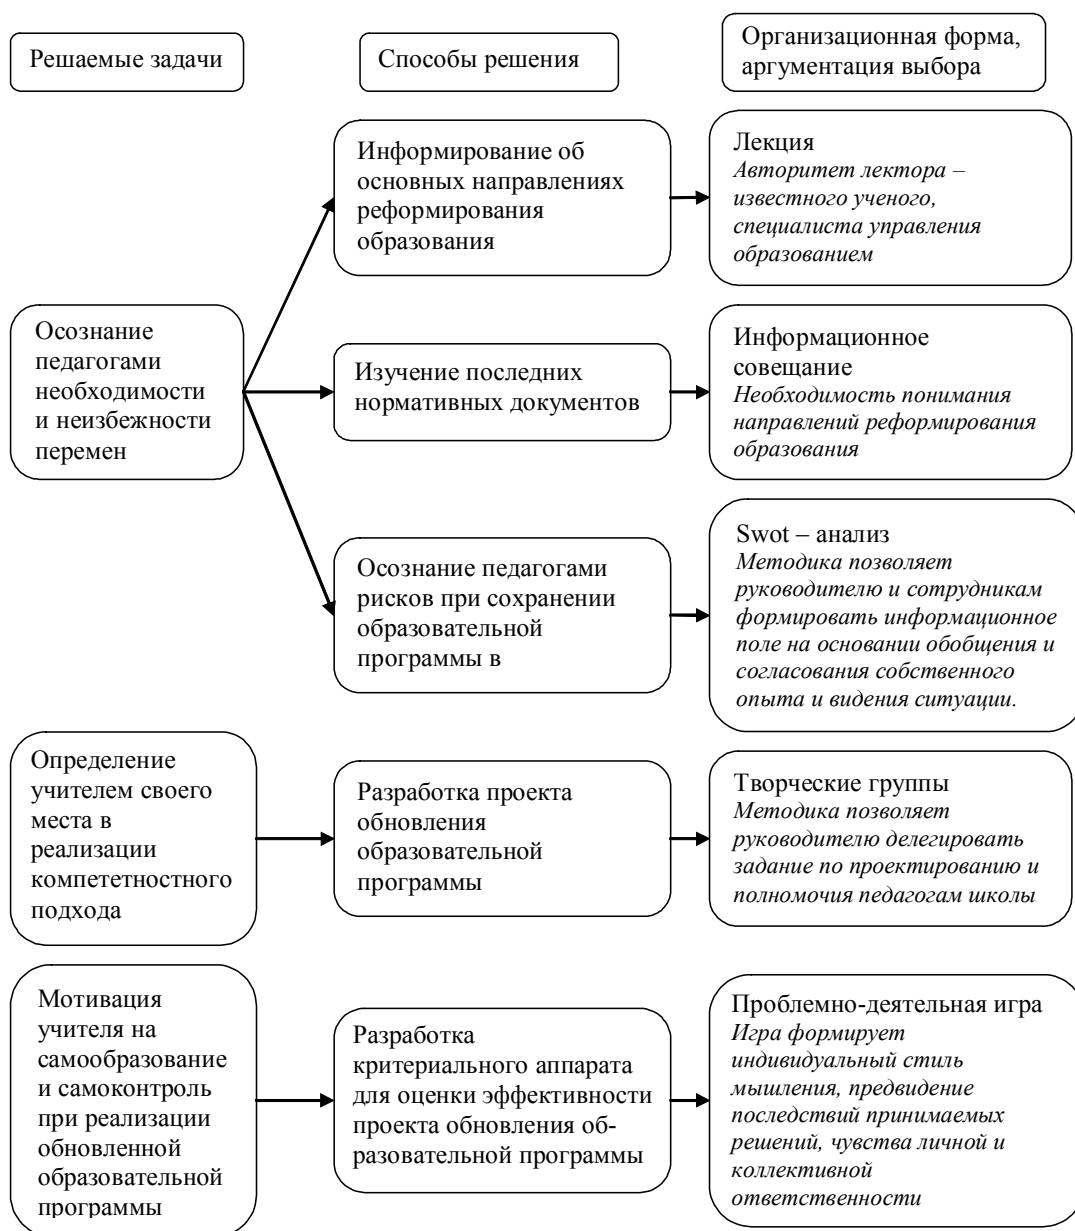 Решаемые задачи
Способы решения
Организационная форма,
аргументация выбора
Осознание
педагогами
необходимости
и неизбежности
перемен
Информирование об
основных направлениях
реформирования
образования
Лекция
Авторитет лектора –
известного ученого,
специалиста управления
образованием
Изучение последних
нормативных документов
Информационное
совещание
Необходимость понимания
направлений реформирования
образования
Осознание педагогами
рисков при сохранении
образовательной
программы в
Swot – анализ
Методика позволяет
руководителю и сотрудникам
формировать информационное
поле на основании обобщения и
согласования собственного
опыта и видения ситуации.
Определение
учителем своего
места в
реализации
компететностного
подхода
Разработка проекта
обновления
образовательной
программы
Творческие группы
Методика позволяет
руководителю делегировать
задание по проектированию и
полномочия педагогам школы
Мотивация
учителя на
самообразование
и самоконтроль
при реализации
обновленной
образовательной
программы
Разработка
критериального аппарата
для оценки эффективности
проекта обновления об-
разовательной программы
Проблемно-деятельная игра
Игра формирует
индивидуальный стиль
мышления, предвидение
последствий принимаемых
решений, чувства личной и
коллективной
ответственности